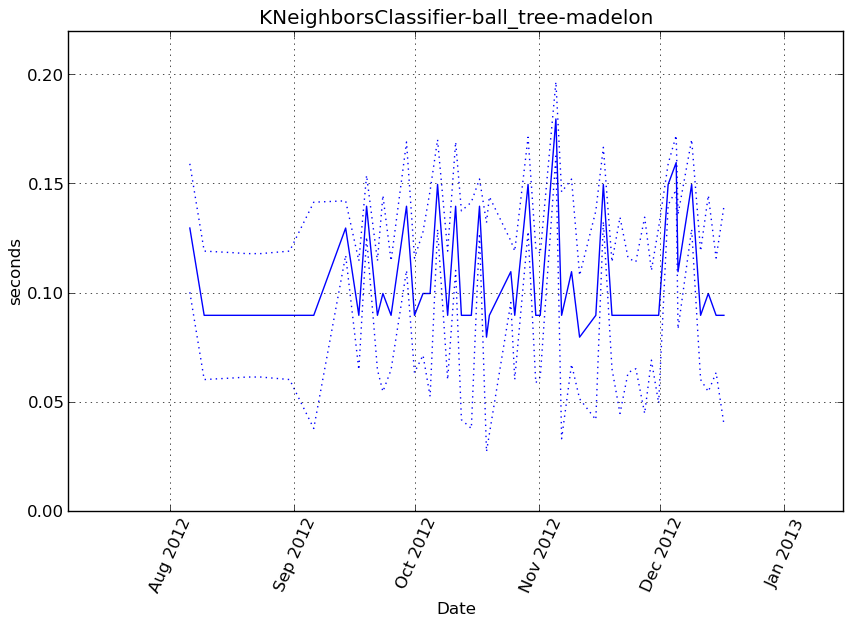 KNeighborsClassifier-ball_tree-madelon
seconds
0.20
0.15
0.10
0.05
0.00
Aug 2012
Sep 2012
Oct 2012
Nov 2012
Dec 2012
Jan 2013
Date